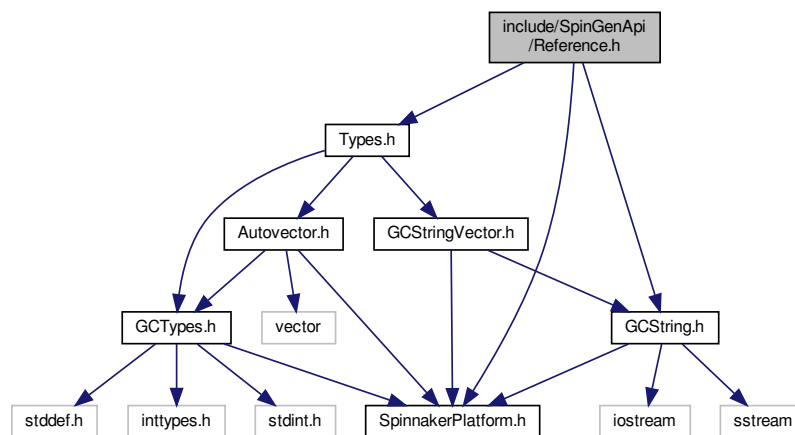 include/SpinGenApi
/Reference.h
Types.h
Autovector.h
GCStringVector.h
GCTypes.h
vector
GCString.h
stddef.h
inttypes.h
stdint.h
SpinnakerPlatform.h
iostream
sstream